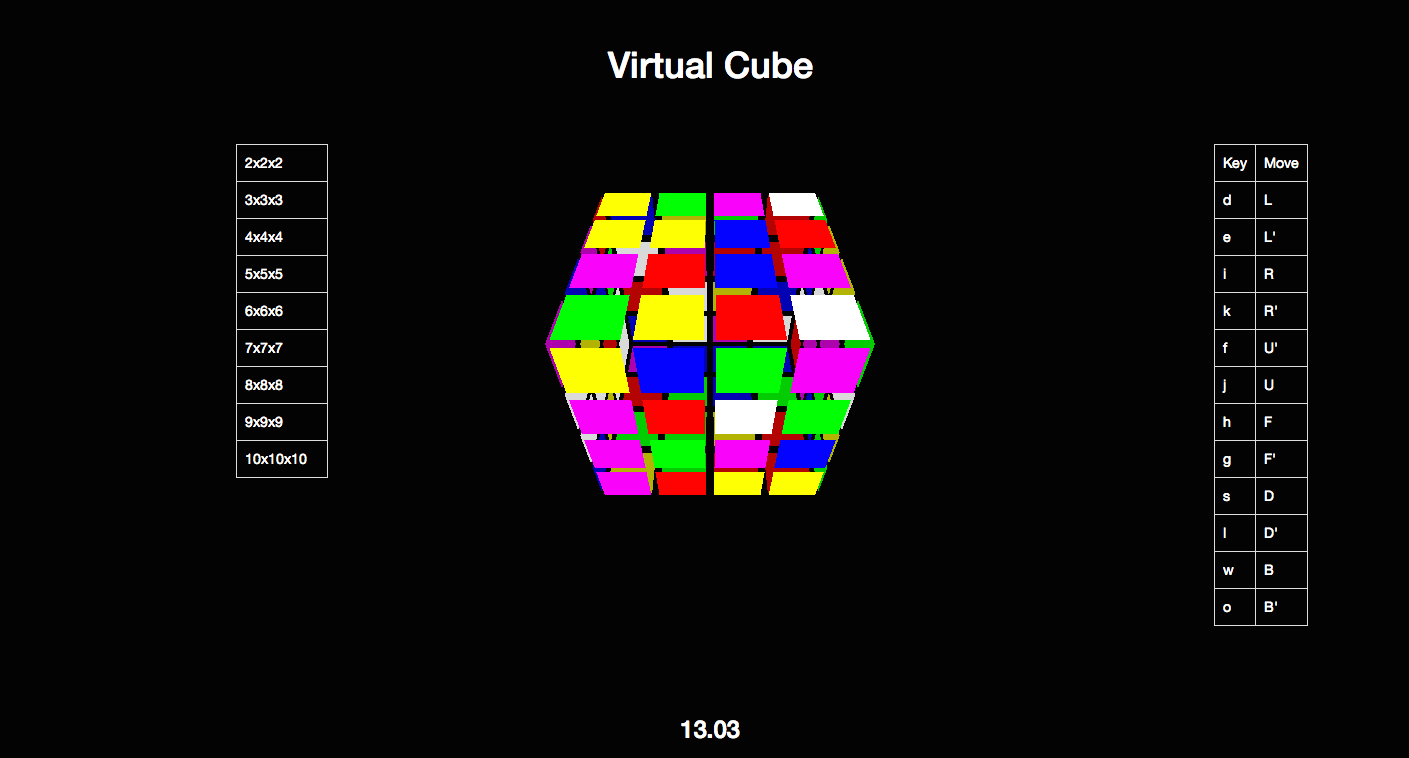 Virtual Cube
2x2x2
3x3x3
4x4x4
5x5x5
6x6x6
7x7x7
8x8x8
9x9x9
10x10x10
Key Move
d L
e L'
i R
k R'
f U'
j U
h F
g F'
s D
l D'
w B
o B'
13.03